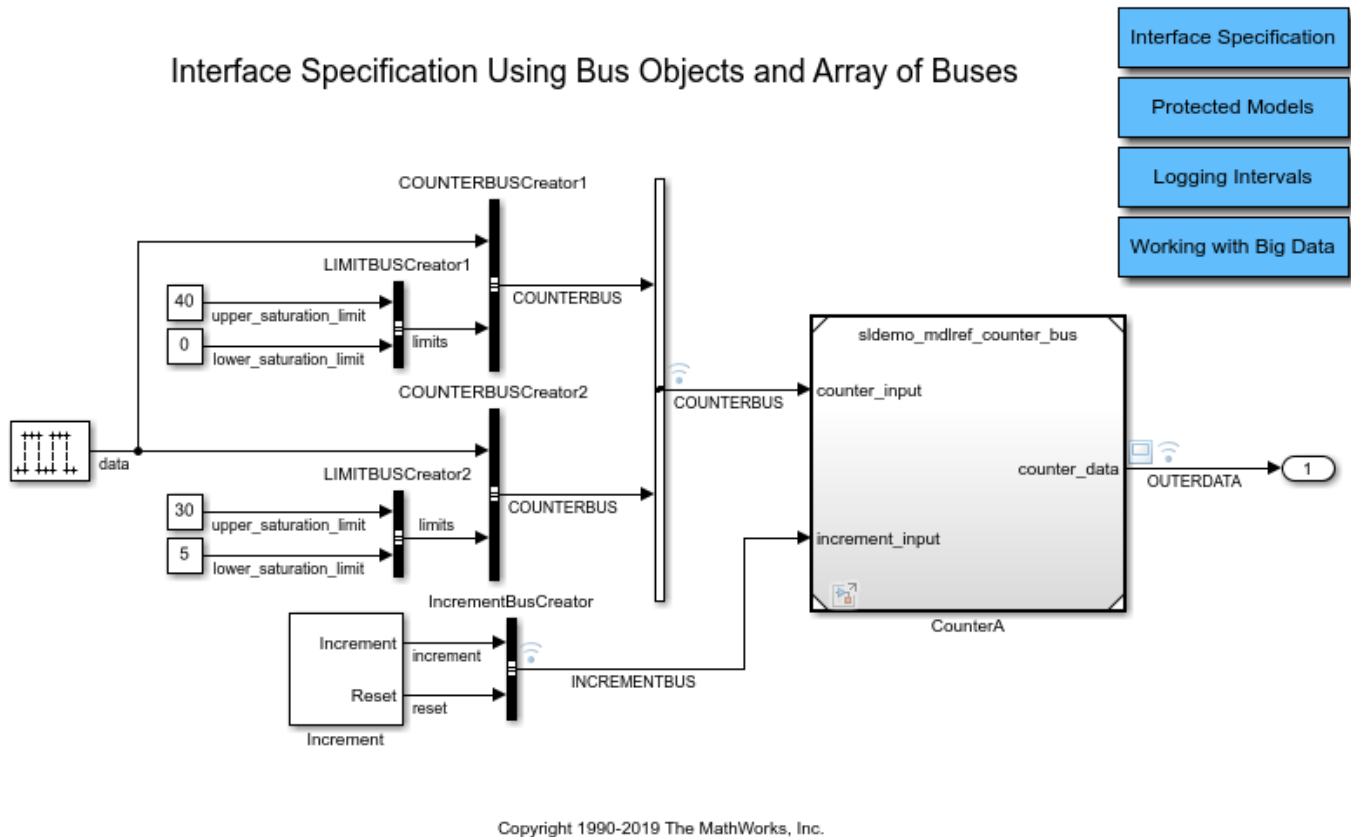 Interface Specification Using Bus Objects and Array of Buses
Interface Specification
Protected Models
Logging Intervals
Working with Big Data
COUNTERBUSCreator1
LIMITBUSCreator1
40
upper_saturation_limit
0
lower_saturation_limit
limits
COUNTERBUS
COUNTERBUSCreator2
data
LIMITBUSCreator2
30
upper_saturation_limit
5
lower_saturation_limit
limits
COUNTERBUS
COUNTERBUS
sldemo_mdlref_counter_bus
counter_input
counter_data
increment_input
CounterA
OUTERDATA
1
IncrementBusCreator
Increment
increment
Reset
reset
Increment
INCREMENTBUS
Copyright 1990-2019 The MathWorks, Inc.